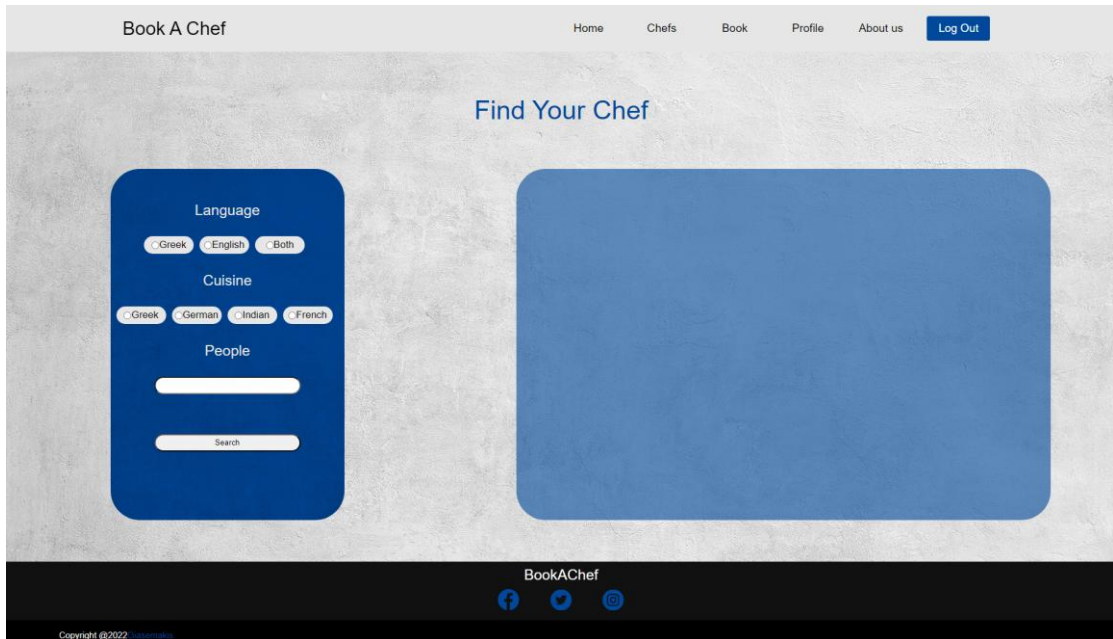 Book A Chef
Home Chefs Book Profile About us Log Out
Find Your Chef
Language
Greek English Both
Cuisine
Greek German Indian French
People
Search
BookAChef
Copyright @2022